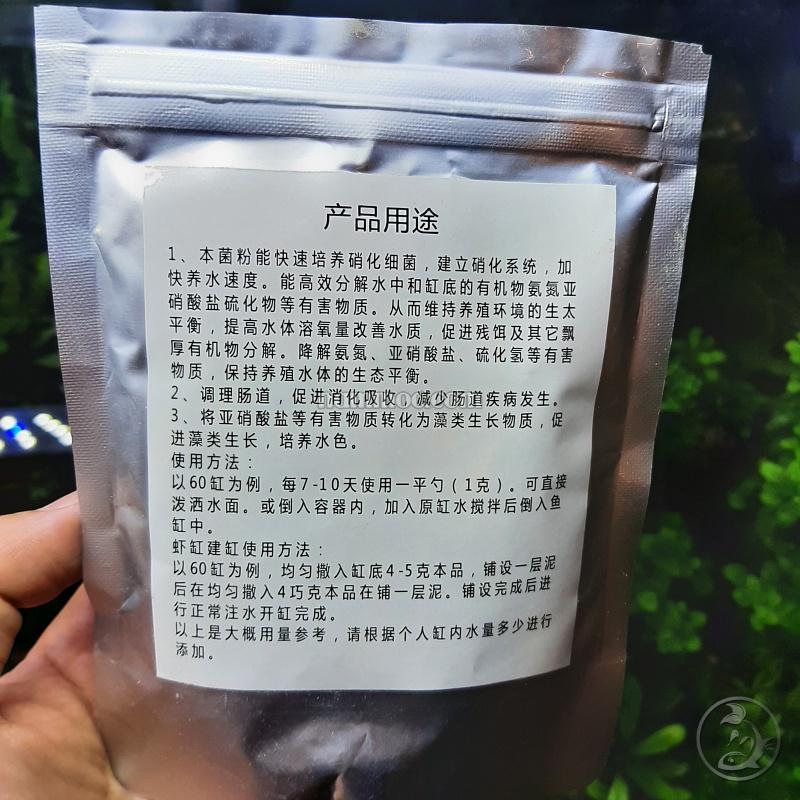 产品用途
1、本菌粉能快速培养硝化细菌，建立硝化系统，加
快养水速度。能高效分解水中和缸底的有机物氨氮亚
硝酸盐硫化物等有害物质。从而维持养殖环境的生太
平衡，提高水体溶氧量改善水质，促进残饵及其它飘
厚有机物分解。降解氨氮、亚硝酸盐、硫化氢等有害
物质，保持养殖水体的生态平衡。
2、调理肠道，促进消化吸收，减少肠道疾病发生。
3、将亚硝酸盐等有害物质转化为藻类生长物质，促
进藻类生长，培养水色。
使用方法：
以60缸为例，每7-10天使用一平勺（1克）。可直接
泼洒水面。或倒入容器内，加入原缸水搅拌后倒入鱼
缸中。
虾缸建缸使用方法：
以60缸为例，均匀撒入缸底4-5克本品，铺设一层泥
后在均匀撒入4巧克本品在铺一层泥。铺设完成后进
行正常注水开缸完成。
以上是大概用量参考，请根据个人缸内水量多少进行
添加。